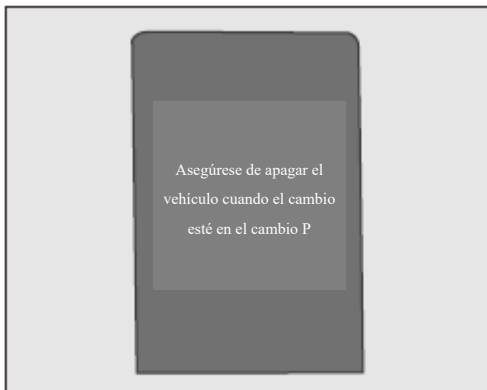 Asegúrese de apagar el
vehículo cuando el cambio
esté en el cambio P